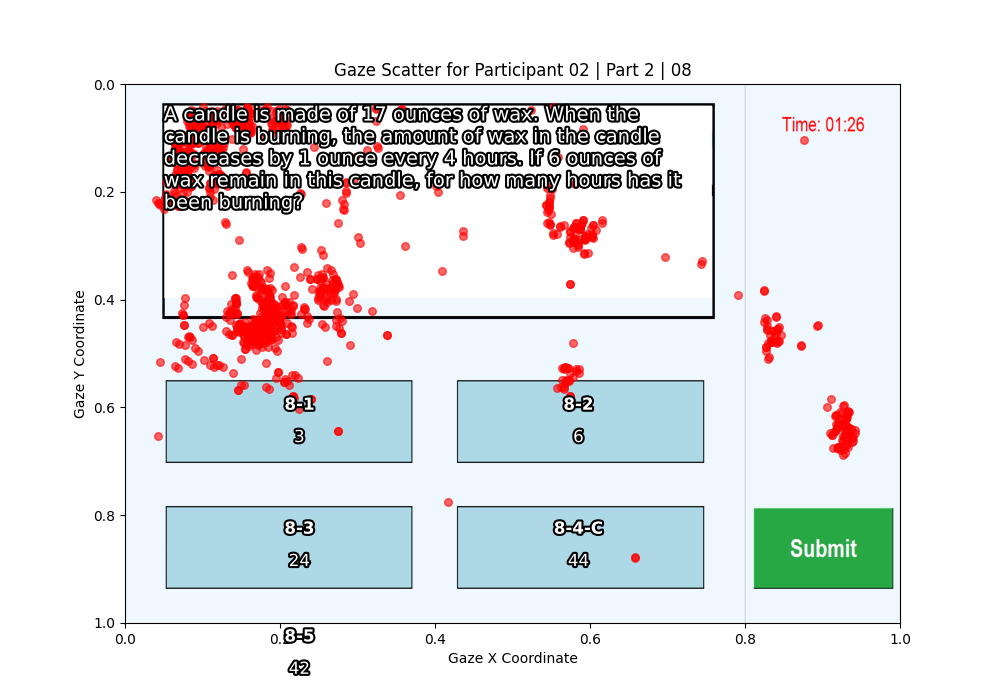 Gaze Scatter for Participant 02 | Part 2 | 08
0.0
A candle is made of 17 ounces of wax. When the
candle is burning, the amount of wax in the candle
decreases by 1 ounce every 4 hours. If 6 ounces of
wax remain in this candle, for how many hours has it
been burning?
Time: 01:26
0.2
0.4
Gaze Y Coordinate
8-1
3
8-2
6
0.6
8-3
24
8-4-C
44
Submit
0.8
1.0
0.0
0.2
0.4
0.6
0.8
1.0
8-5
42
Gaze X Coordinate